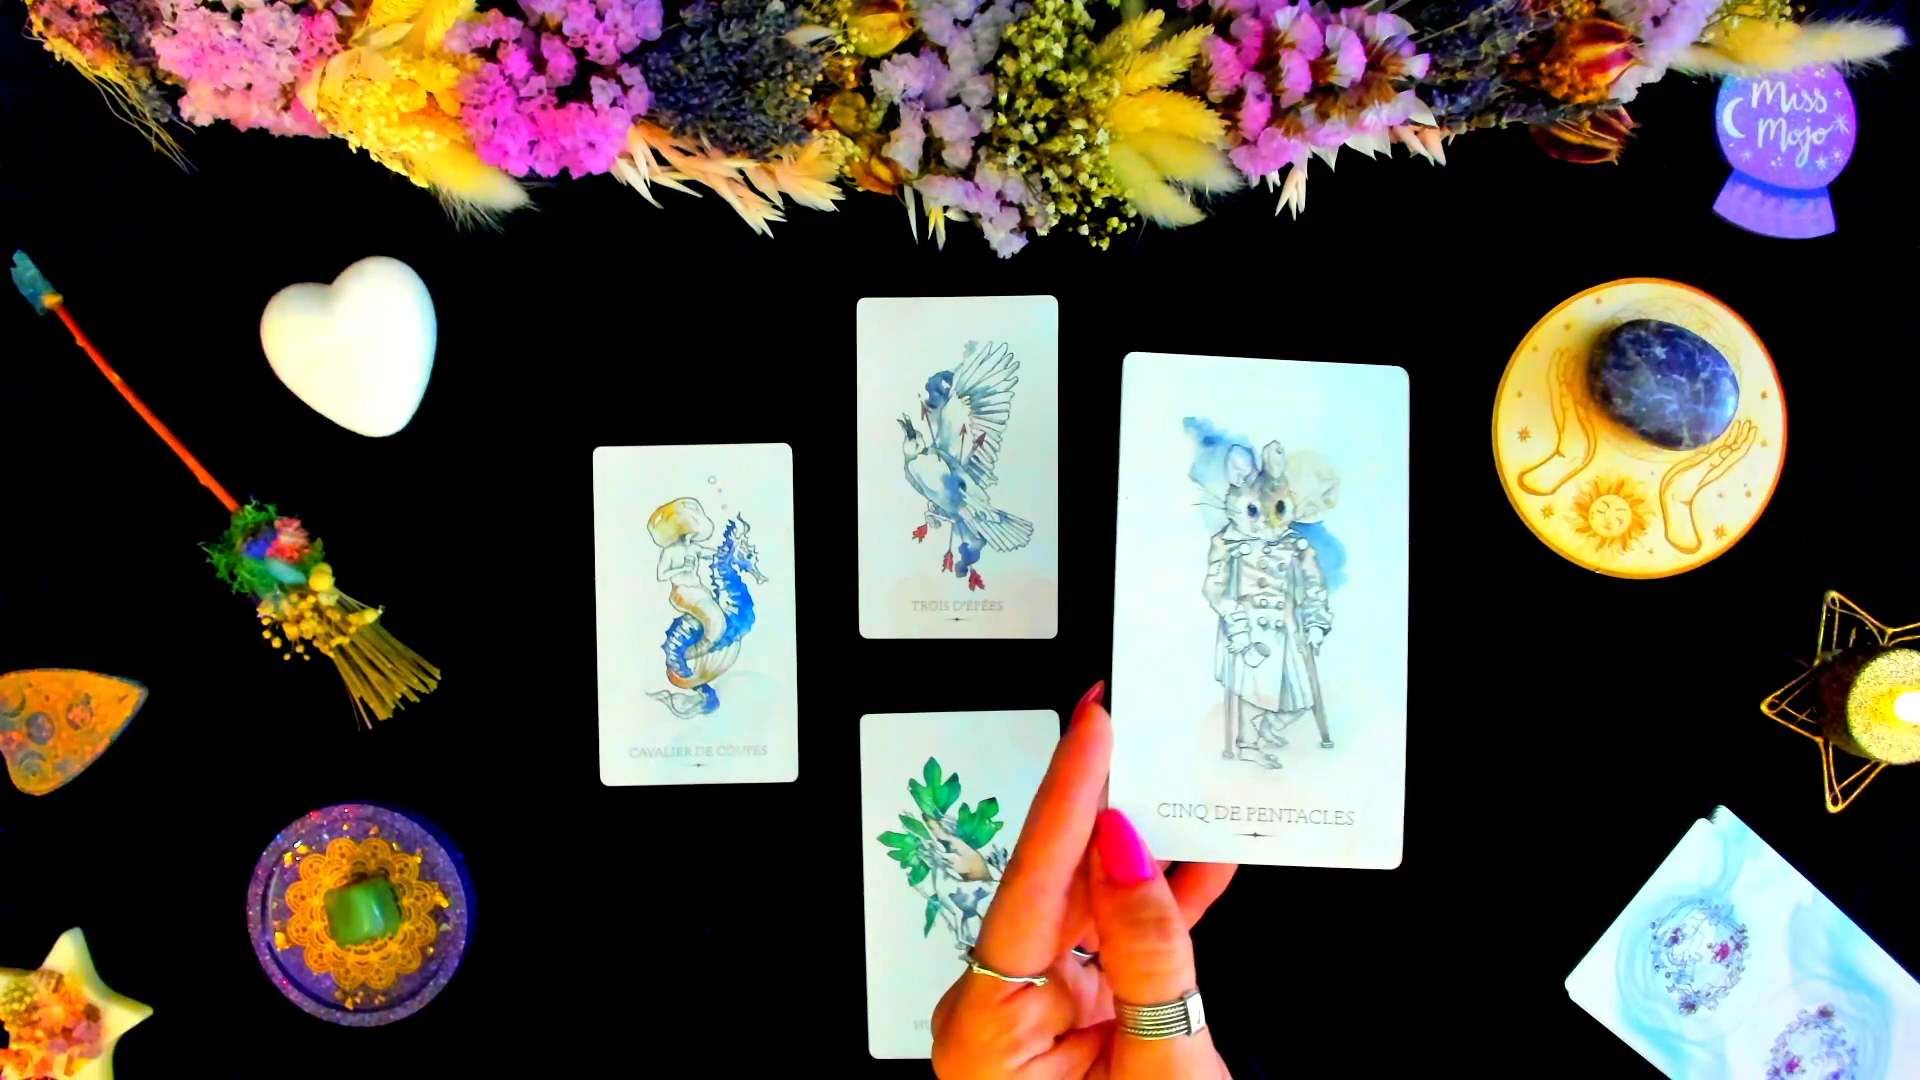 Miss
Mojo
TROIS D'ÉPÉES
CAVALIER DE COUPES
CINQ DE PENTACLES